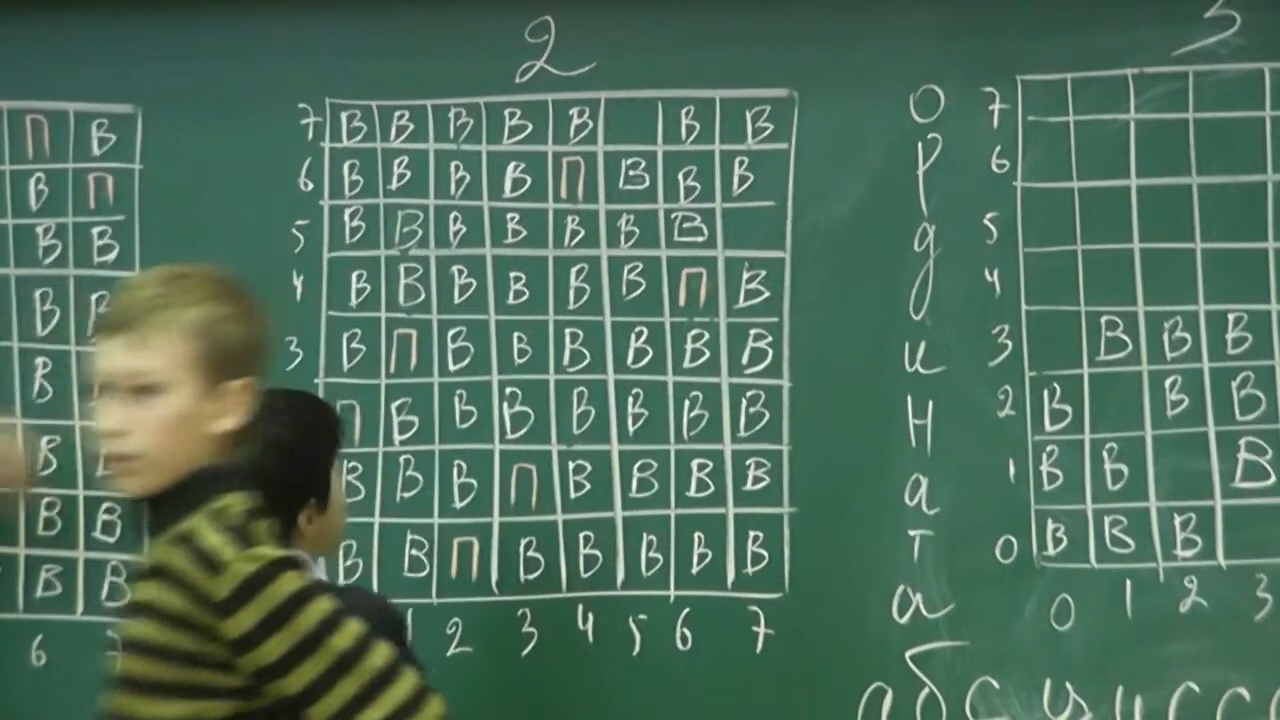 2
3
П В
В П
В В
В В
В
В
В В
В В
6 7
7 В В В В В В В
6 В В В В П В В В
5 В В В В В В В
4 В В В В В В П В
3 В П В В В В В В
П В В В В В В В
В В В П В В В В
В В П В В В В В
1 2 3 4 5 6 7
О
р
д
и
н
а
т
а
7
6
5
4
3 В В В
2 В В В
1 В В В
0 В В В
0 1 2 3
абсцисса